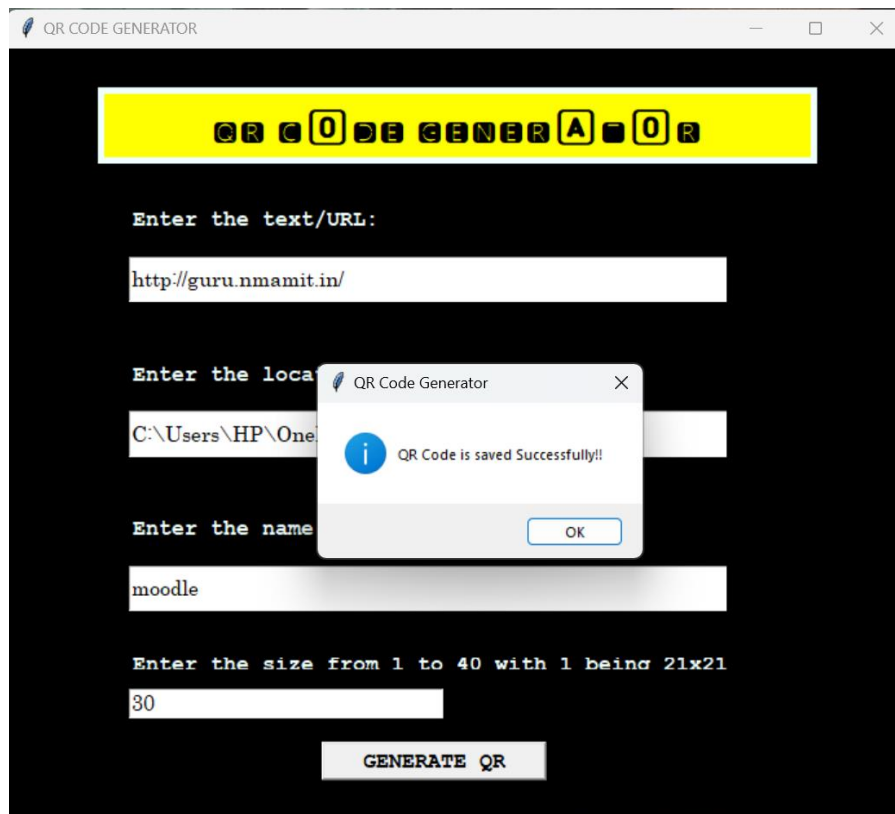 QR CODE GENERATOR
QR CODE GENERATOR
Enter the text/URL:
http://guru.nmamit.in/
Enter the
C:\Users\HP\
QR Code Generator
QR Code is saved Successfully!!
OK
Enter the name
moodle
Enter the size from 1 to 40 with 1 being 21x21
30
GENERATE QR